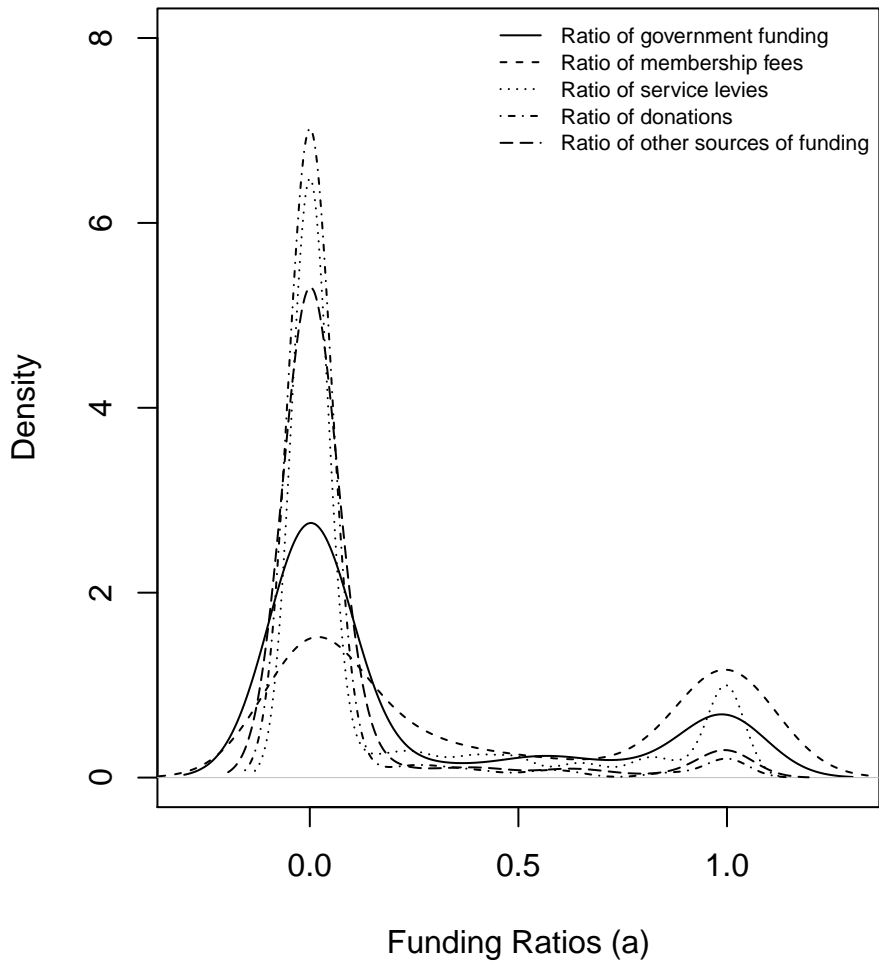 8
6
4
2
0
Density
Ratio of government funding
Ratio of membership fees
Ratio of service levies
Ratio of donations
Ratio of other sources of funding
0.0 0.5 1.0
Funding Ratios (a)